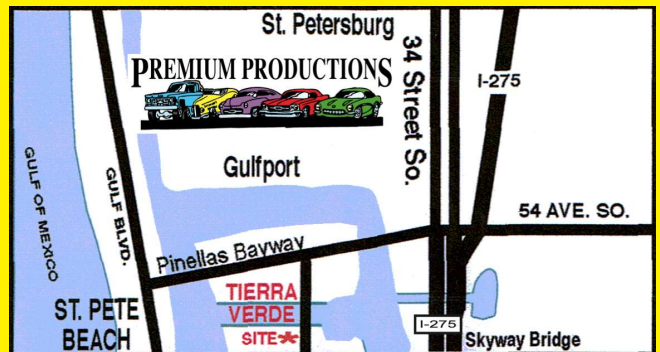 St. Petersburg
PREMIUM PRODUCTIONS
34 Street So.
I-275
Gulfport
GULF OF MEXICO
GULF BLVD.
54 AVE. SO.
Pinellas Bayway
TIERRA
VERDE
SITE*
ST. PETE
BEACH
I-275
Skyway Bridge